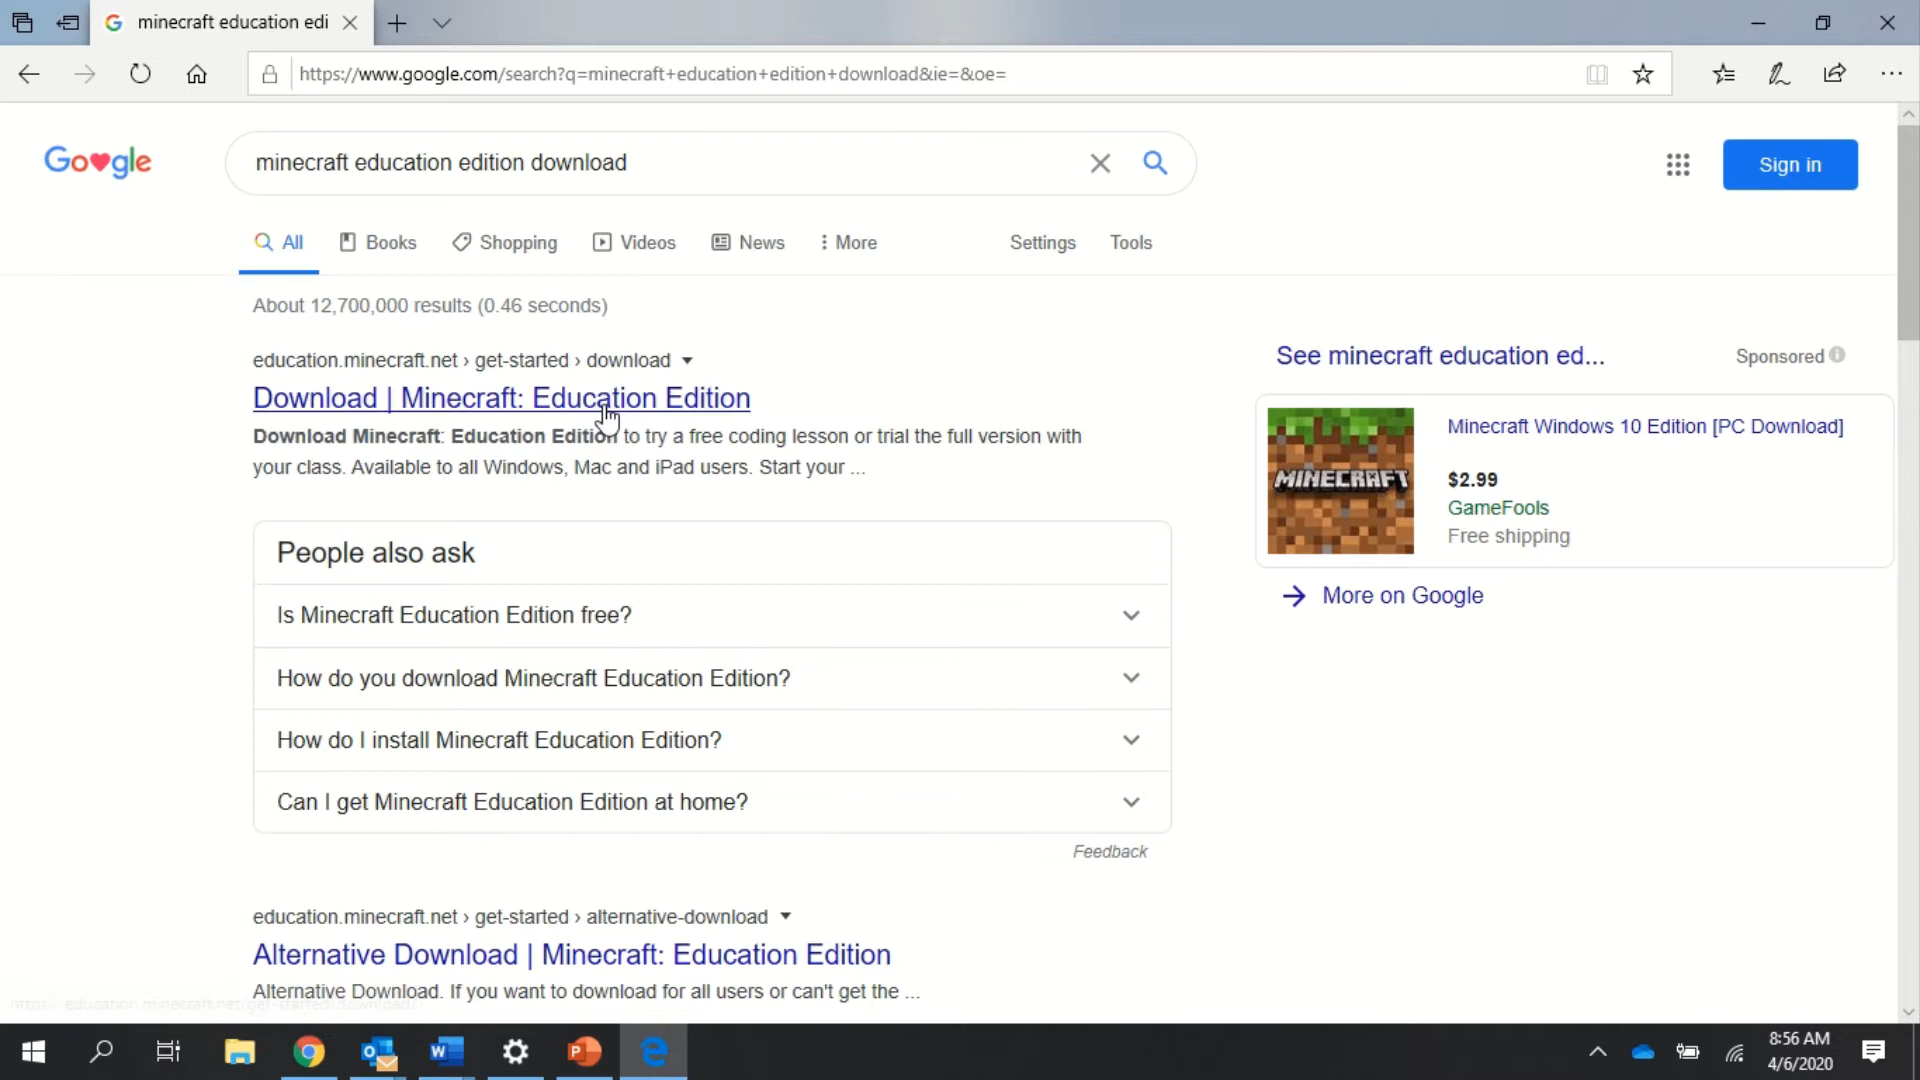 minecraft education edi
https://www.google.com/search?q=minecraft+education+edition+download&ie=&oe=
Google
minecraft education edition download
Sign in
All
Books
Shopping
Videos
News
More
Settings
Tools
About 12,700,000 results (0.46 seconds)
education.minecraft.net › get-started › download
Download | Minecraft: Education Edition
Download Minecraft: Education Edition to try a free coding lesson or trial the full version with
your class. Available to all Windows, Mac and iPad users. Start your ...
See minecraft education ed...
Sponsored
MINECRAFT
Minecraft Windows 10 Edition [PC Download]
$2.99
GameFools
Free shipping
More on Google
People also ask
Is Minecraft Education Edition free?
How do you download Minecraft Education Edition?
How do I install Minecraft Education Edition?
Can I get Minecraft Education Edition at home?
Feedback
education.minecraft.net › get-started › alternative-download
Alternative Download | Minecraft: Education Edition
Alternative Download. If you want to download for all users or can't get the ...
8:56 AM
4/6/2020